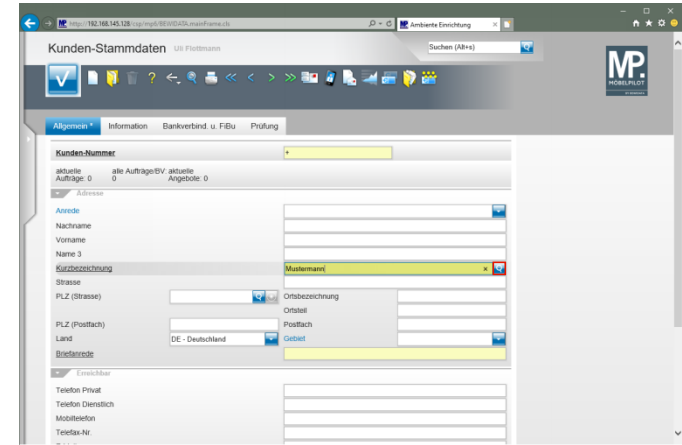 http://192.168.145.128/csp/mp6/BEWIDATA.mainFrame.cls
MP Ambiente Einrichtung
Kunden-Stammdaten Uli Flottmann
Suchen (Alt+s)
MP.
MÖBELPILOT
Allgemein * Information Bankverbind. u. FiBu Prüfung
Kunden-Nummer +
aktuelle Aufträge: 0 alle Aufträge/BV: 0 aktuelle Angebote: 0
Adresse
Anrede
Nachname
Vorname
Name 3
Kurzbezeichnung Mustermann
Strasse
PLZ (Strasse) Ortsbezeichnung
Ortsteil
PLZ (Postfach) Postfach
Land DE - Deutschland Gebiet
Briefanrede
Erreichbar
Telefon Privat
Telefon Dienstlich
Mobiltelefon
Telefax-Nr.